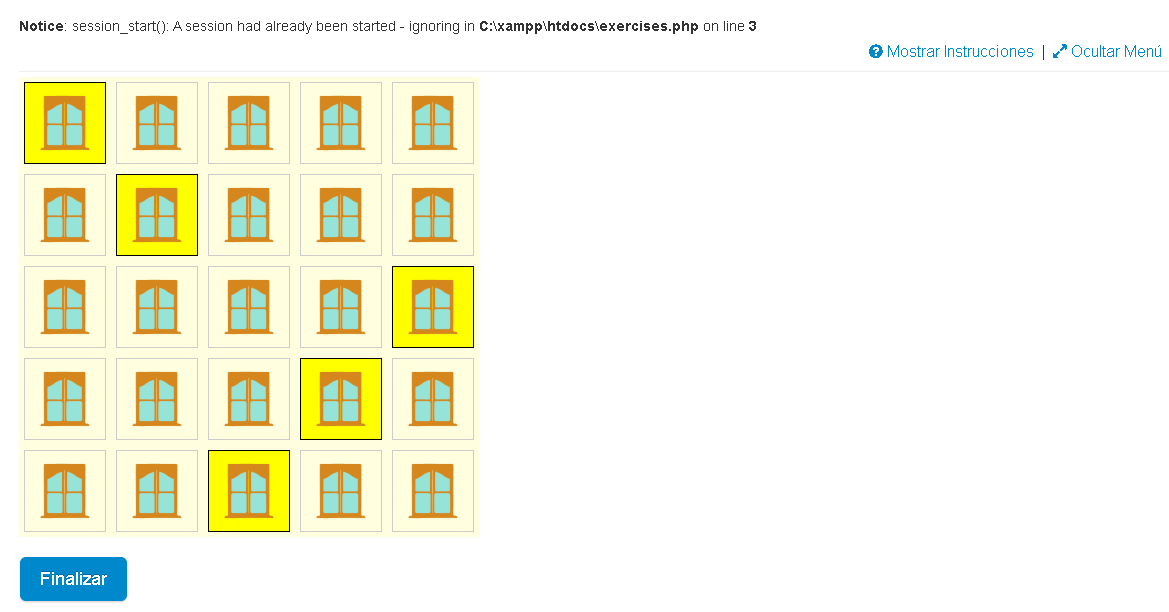 Notice: session_start(): A session had already been started - ignoring in C:\xampp\htdocs\exercises.php on line 3
Mostrar Instrucciones | Ocultar Menú
Finalizar